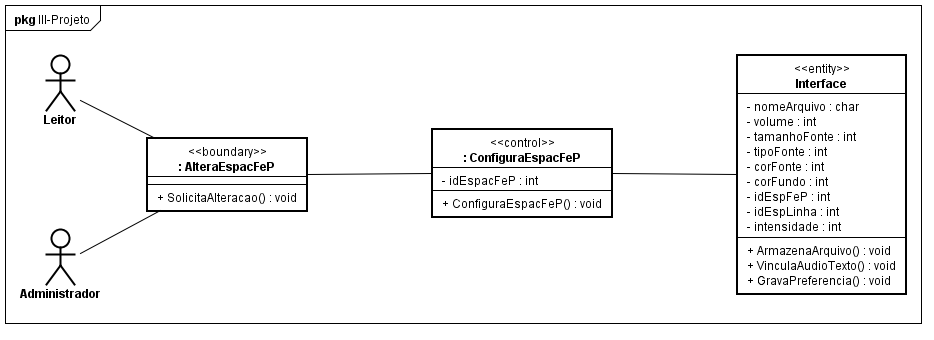 pkg III-Projeto
Leitor
Administrador
<<boundary>>
: AlteraEspacFeP
+ SolicitaAlteracao() : void
<<control>>
: ConfiguraEspacFeP
- idEspacFeP : int
+ ConfiguraEspacFeP() : void
<<entity>>
Interface
- nomeArquivo : char
- volume : int
- tamanhoFonte : int
- tipoFonte : int
- corFonte : int
- corFundo : int
- idEspFeP : int
- idEspLinha : int
- intensidade : int
+ ArmazenaArquivo() : void
+ VinculaAudioTexto() : void
+ GravaPreferencia() : void